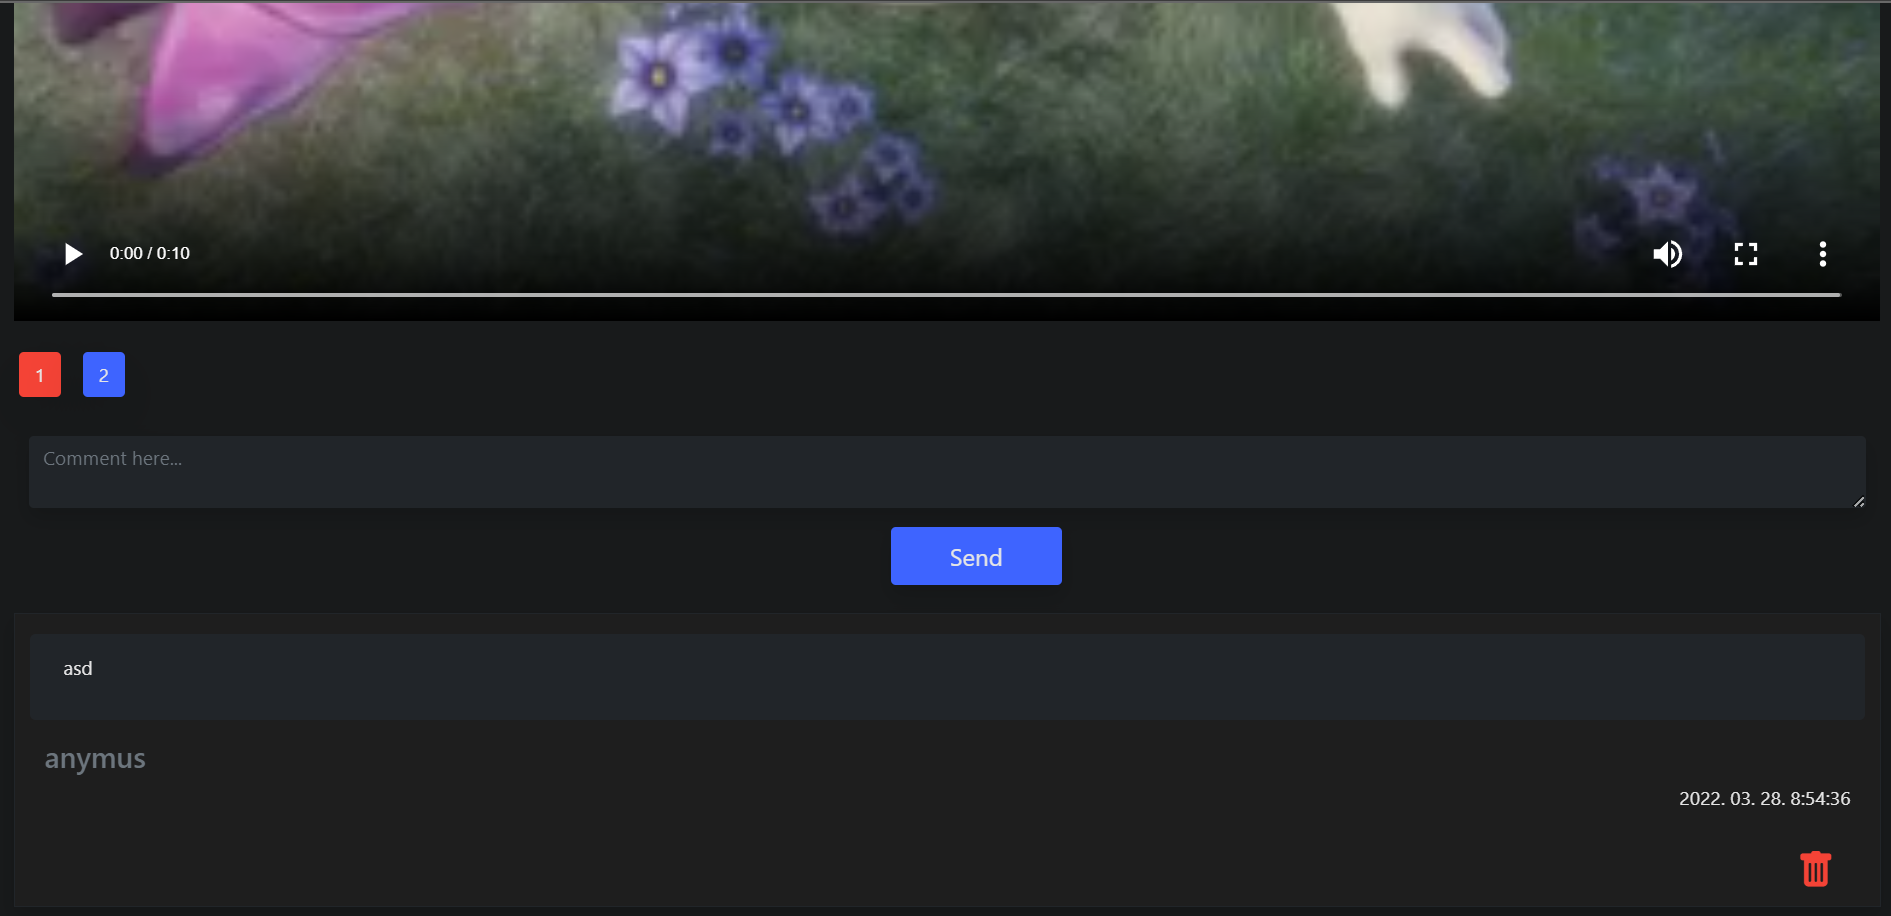 0:00 / 0:10
1 2
Comment here...
Send
asd
anymus
2022. 03. 28. 8:54:36